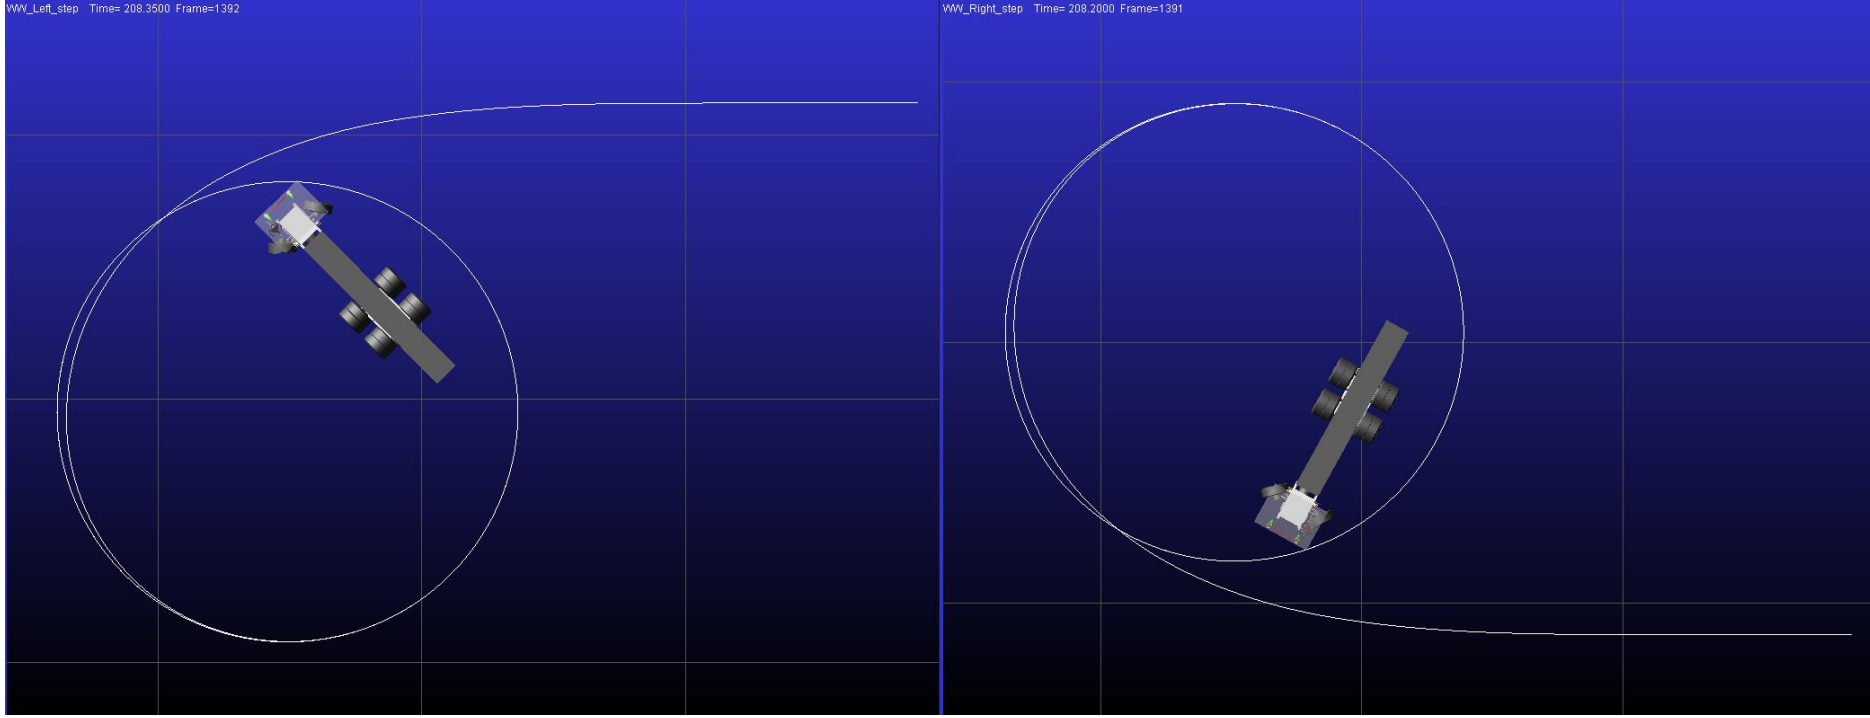 WW_Left_step Time= 208.3500 Frame=1392
WW_Right_step Time= 208.2000 Frame=1391